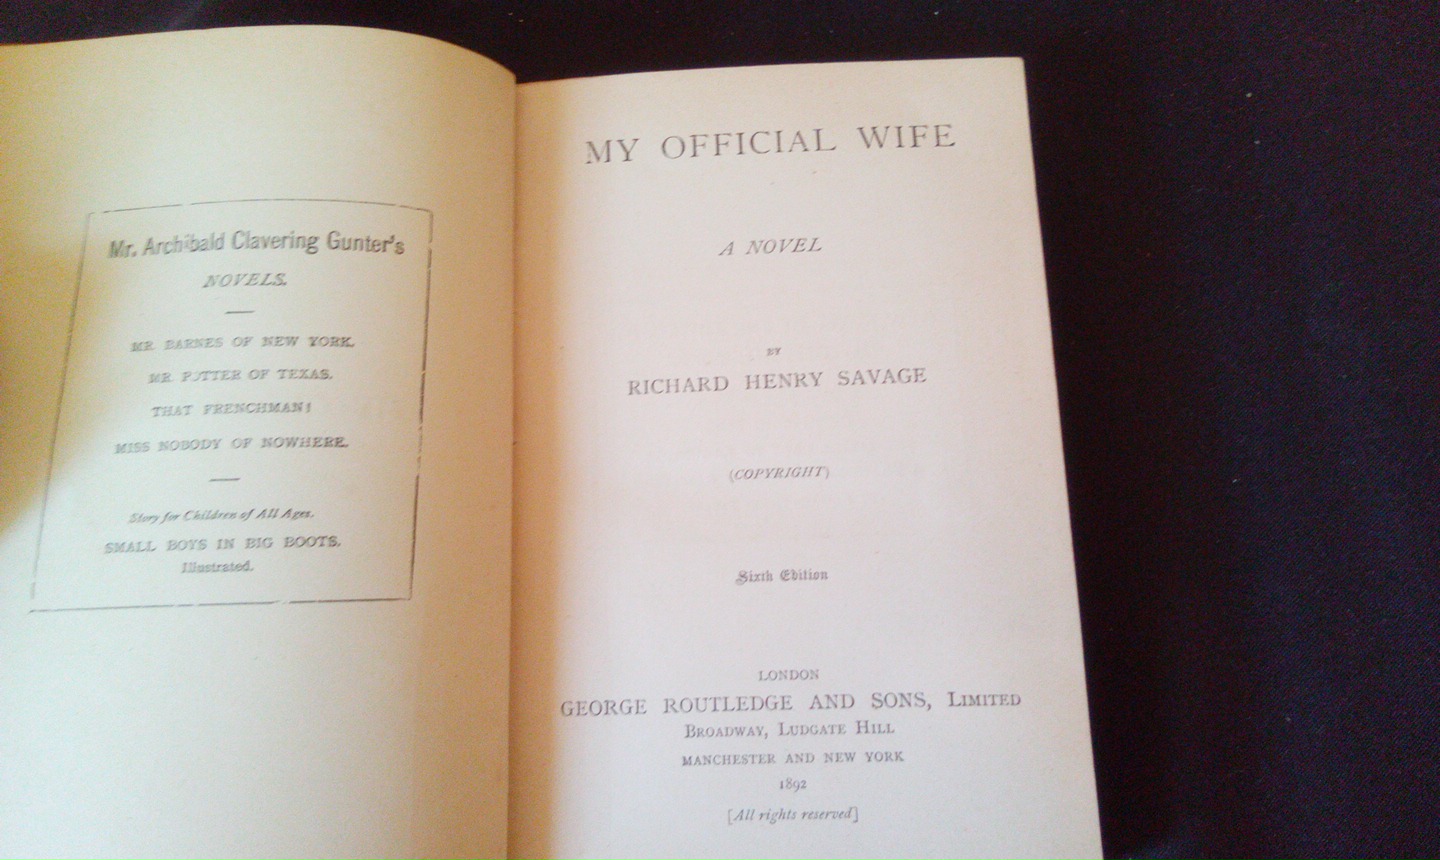 Mr. Archibald Clavering Gunter's
NOVELS.
MR. BARNES OF NEW YORK.
MR. POTTER OF TEXAS.
THAT FRENCHMAN!
MISS NOBODY OF NOWHERE.
Story for Children of All Ages.
SMALL BOYS IN BIG BOOTS.
Illustrated.
MY OFFICIAL WIFE
A NOVEL
BY
RICHARD HENRY SAVAGE
(COPYRIGHT)
Sixth Edition
LONDON
GEORGE ROUTLEDGE AND SONS, LIMITED
BROADWAY, LUDGATE HILL
MANCHESTER AND NEW YORK
1892
[All rights reserved]